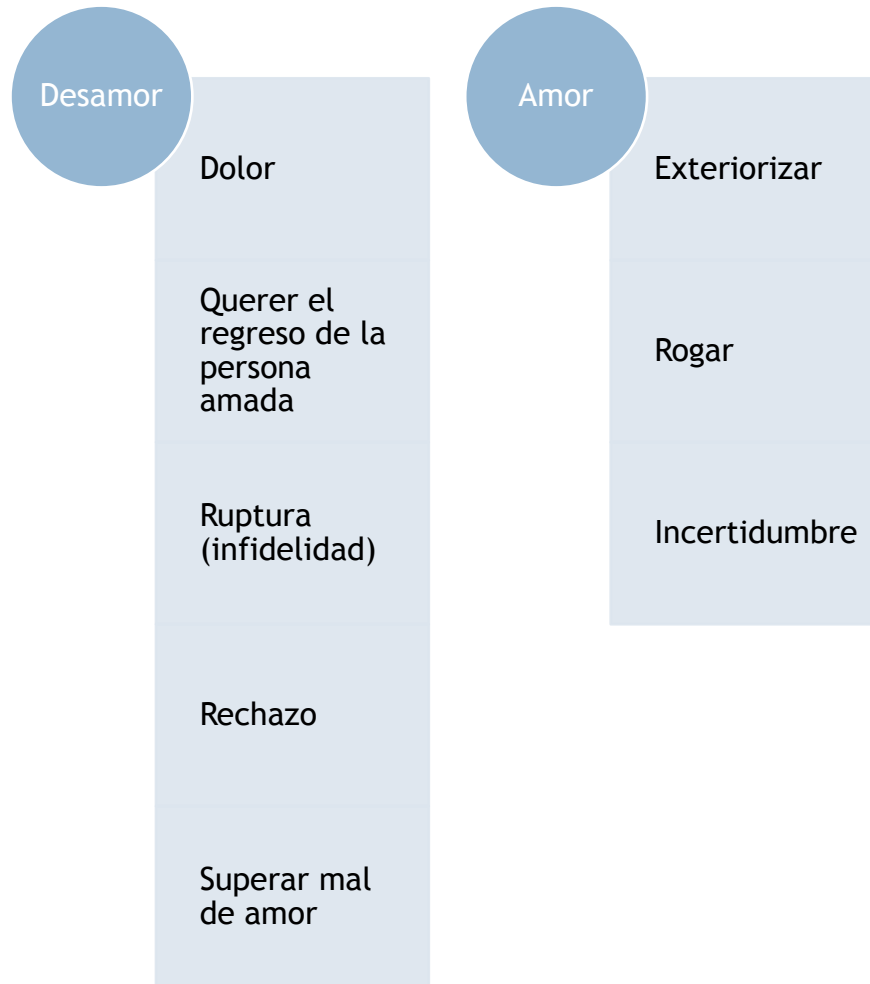 Desamor
Dolor
Querer el
regreso de la
persona
amada
Ruptura
(infidelidad)
Rechazo
Superar mal
de amor
Amor
Exteriorizar
Rogar
Incertidumbre